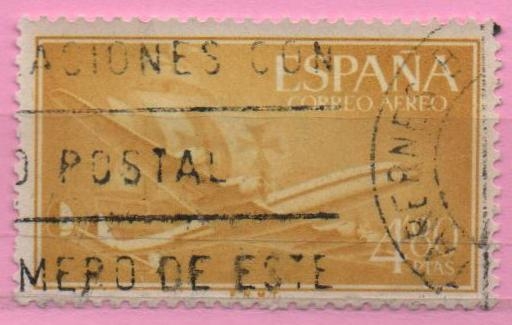 ACIONES CON
ESPAÑA
CORREO AEREO
O POSTAL
4'80
PTAS
MERO DE ESTE
F.N.M.T.